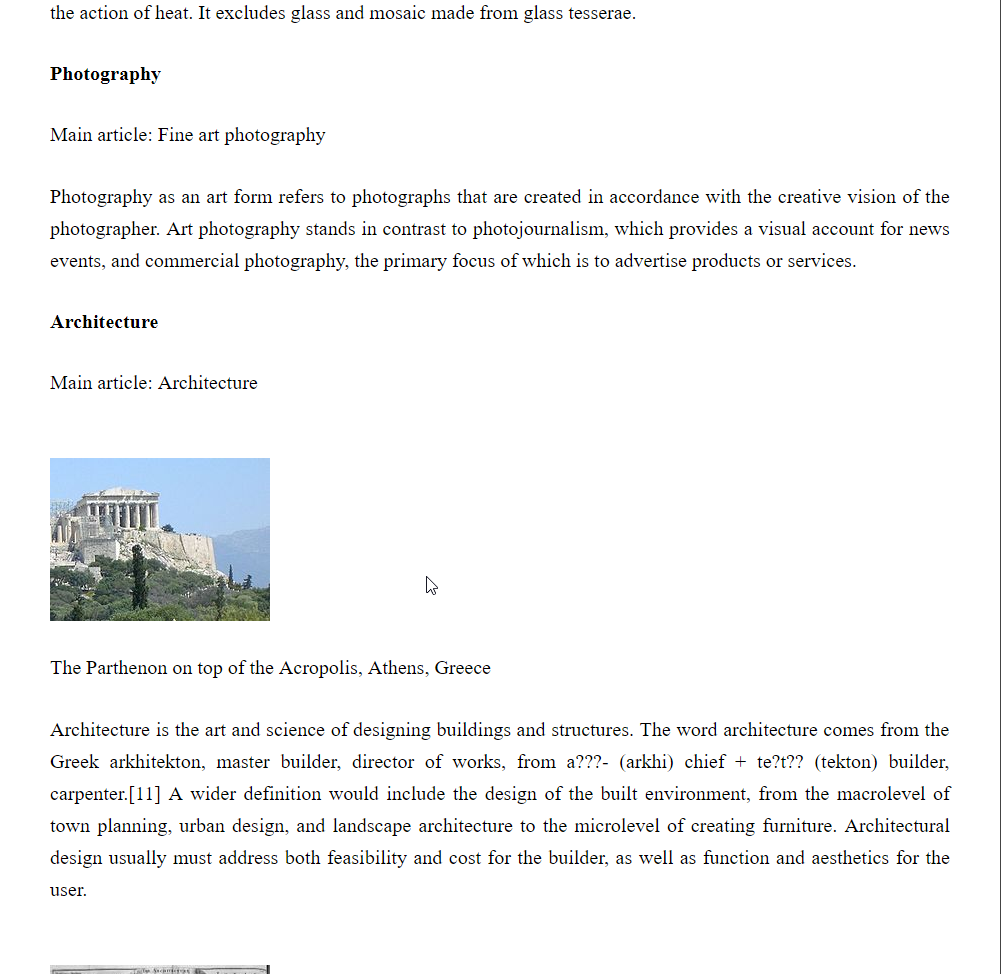 the action of heat. It excludes glass and mosaic made from glass tesserae.
Photography
Main article: Fine art photography
Photography as an art form refers to photographs that are created in accordance with the creative vision of the
photographer. Art photography stands in contrast to photojournalism, which provides a visual account for news
events, and commercial photography, the primary focus of which is to advertise products or services.
Architecture
Main article: Architecture
The Parthenon on top of the Acropolis, Athens, Greece
Architecture is the art and science of designing buildings and structures. The word architecture comes from the
Greek arkhitekton, master builder, director of works, from a???- (arkhi) chief + te?t?? (tekton) builder,
carpenter.[11] A wider definition would include the design of the built environment, from the macrolevel of
town planning, urban design, and landscape architecture to the microlevel of creating furniture. Architectural
design usually must address both feasibility and cost for the builder, as well as function and aesthetics for the
user.